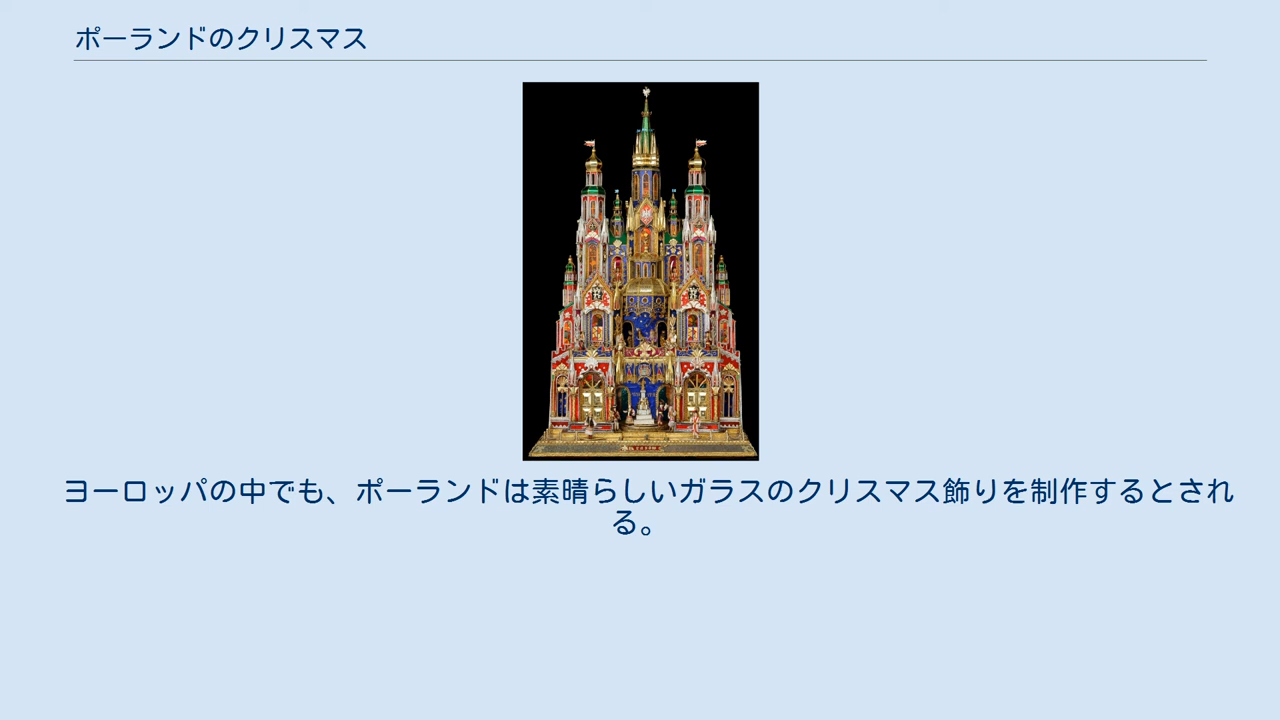 ポーランドのクリスマス
ヨーロッパの中でも、ポーランドは素晴らしいガラスのクリスマス飾りを制作するとされ
る。